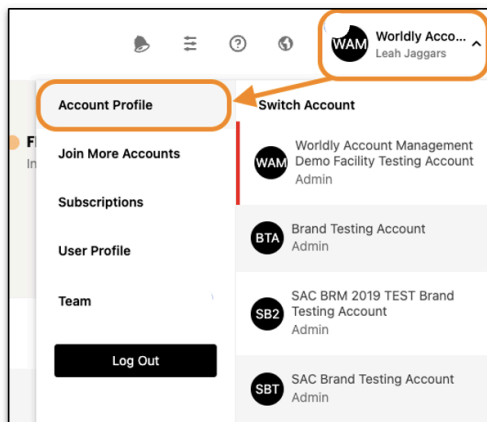 WAM
Worldly Acco...
Leah Jaggars
Account Profile
Join More Accounts
Subscriptions
User Profile
Team
Log Out
Switch Account
WAM
Worldly Account Management
Demo Facility Testing Account
Admin
BTA
Brand Testing Account
Admin
SB2
SAC BRM 2019 TEST Brand
Testing Account
Admin
SBT
SAC Brand Testing Account
Admin